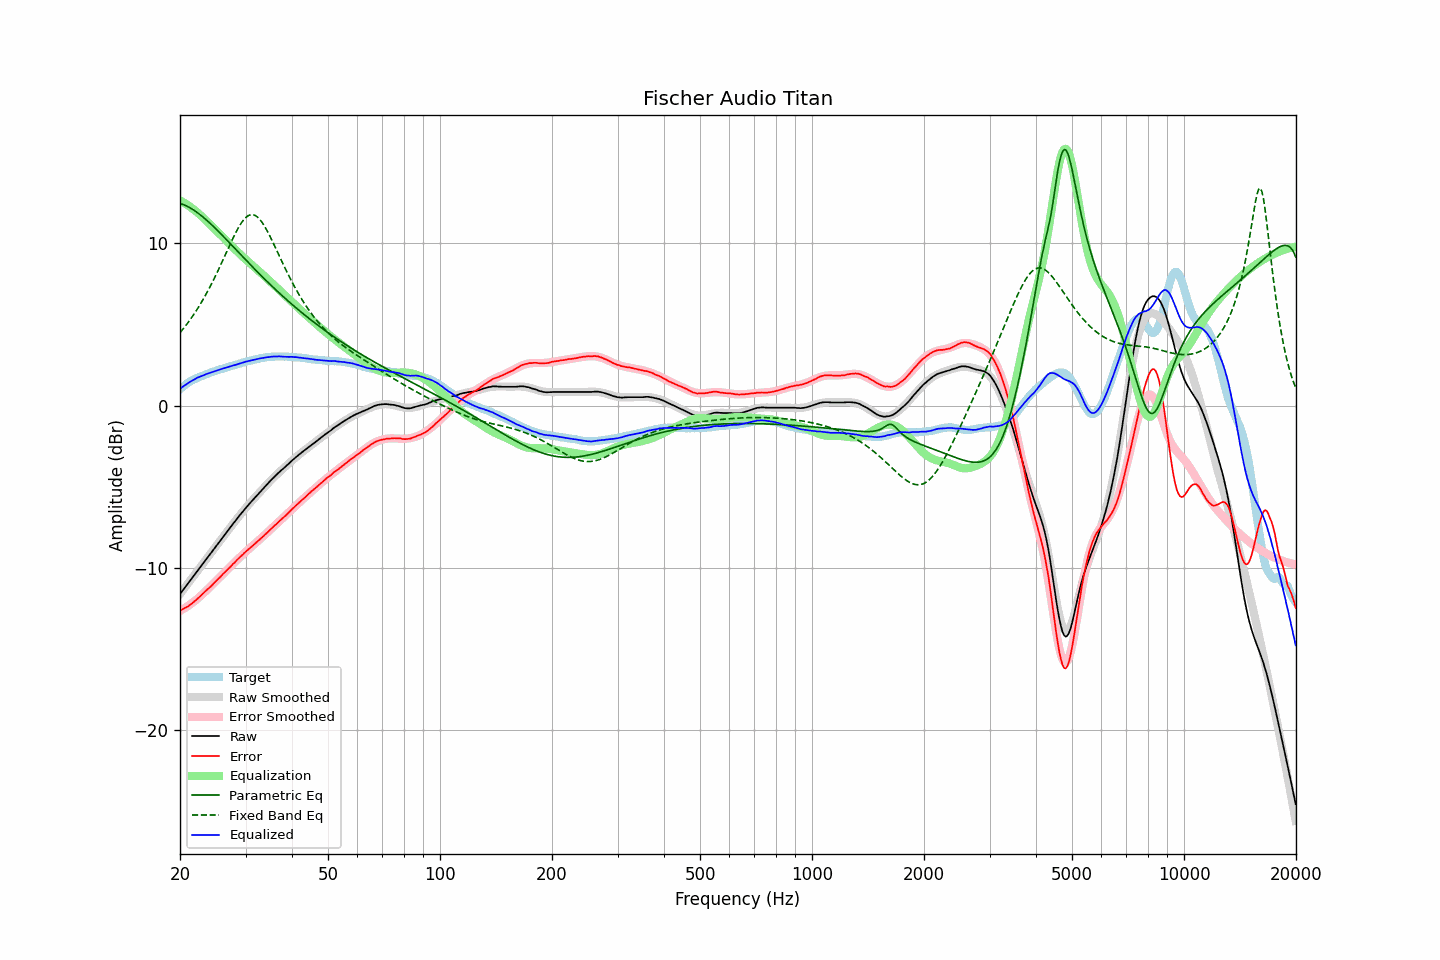 Fischer Audio Titan
Amplitude (dBr)
10
0
−10
−20
Target
Raw Smoothed
Error Smoothed
Raw
Error
Equalization
Parametric Eq
Fixed Band Eq
Equalized
20 50 100 200 500 1000 2000 5000 10000 20000
Frequency (Hz)